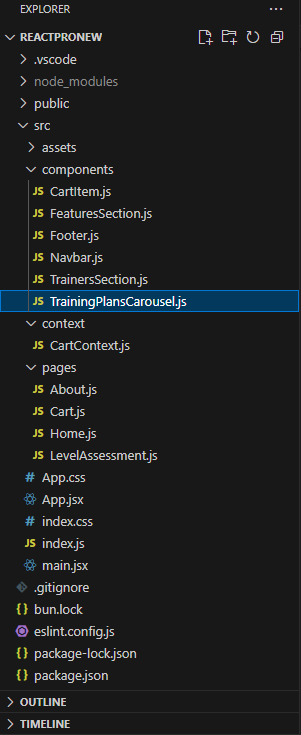 EXPLORER
REACTPRONEW
.vscode
node_modules
public
src
assets
components
JS CartItem.js
JS FeaturesSection.js
JS Footer.js
JS Navbar.js
JS TrainersSection.js
JS TrainingPlansCarousel.js
context
JS CartContext.js
pages
JS About.js
JS Cart.js
JS Home.js
JS LevelAssessment.js
# App.css
App.jsx
# index.css
JS index.js
main.jsx
.gitignore
{} bun.lock
eslint.config.js
{} package-lock.json
{} package.json
OUTLINE
TIMELINE